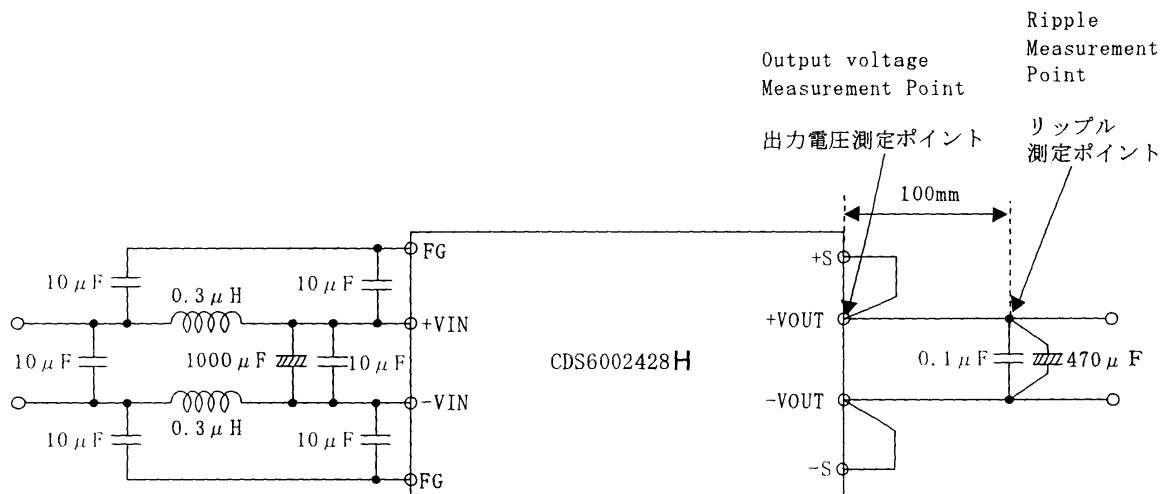 Ripple
Measurement
Point
Output voltage
Measurement Point
リップル
測定ポイント
出力電圧測定ポイント
100mm
FG
+S
10μF
10μF
0.3μH
+VIN
+VOUT
10μF
1000μF
10μF
CDS6002428H
0.1μF
470μF
-VIN
-VOUT
0.3μH
10μF
10μF
FG
-S